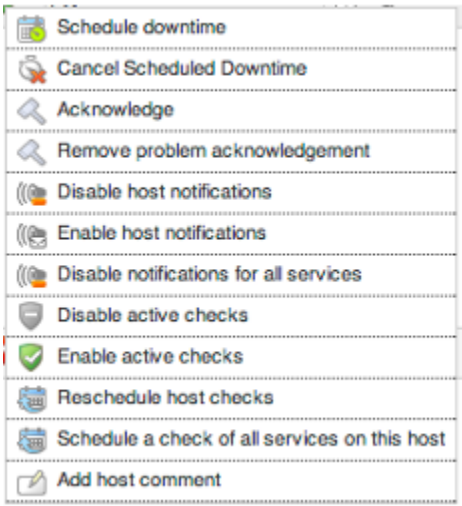 Schedule downtime
Cancel Scheduled Downtime
Acknowledge
Remove problem acknowledgement
Disable host notifications
Enable host notifications
Disable notifications for all services
Disable active checks
Enable active checks
Reschedule host checks
Schedule a check of all services on this host
Add host comment